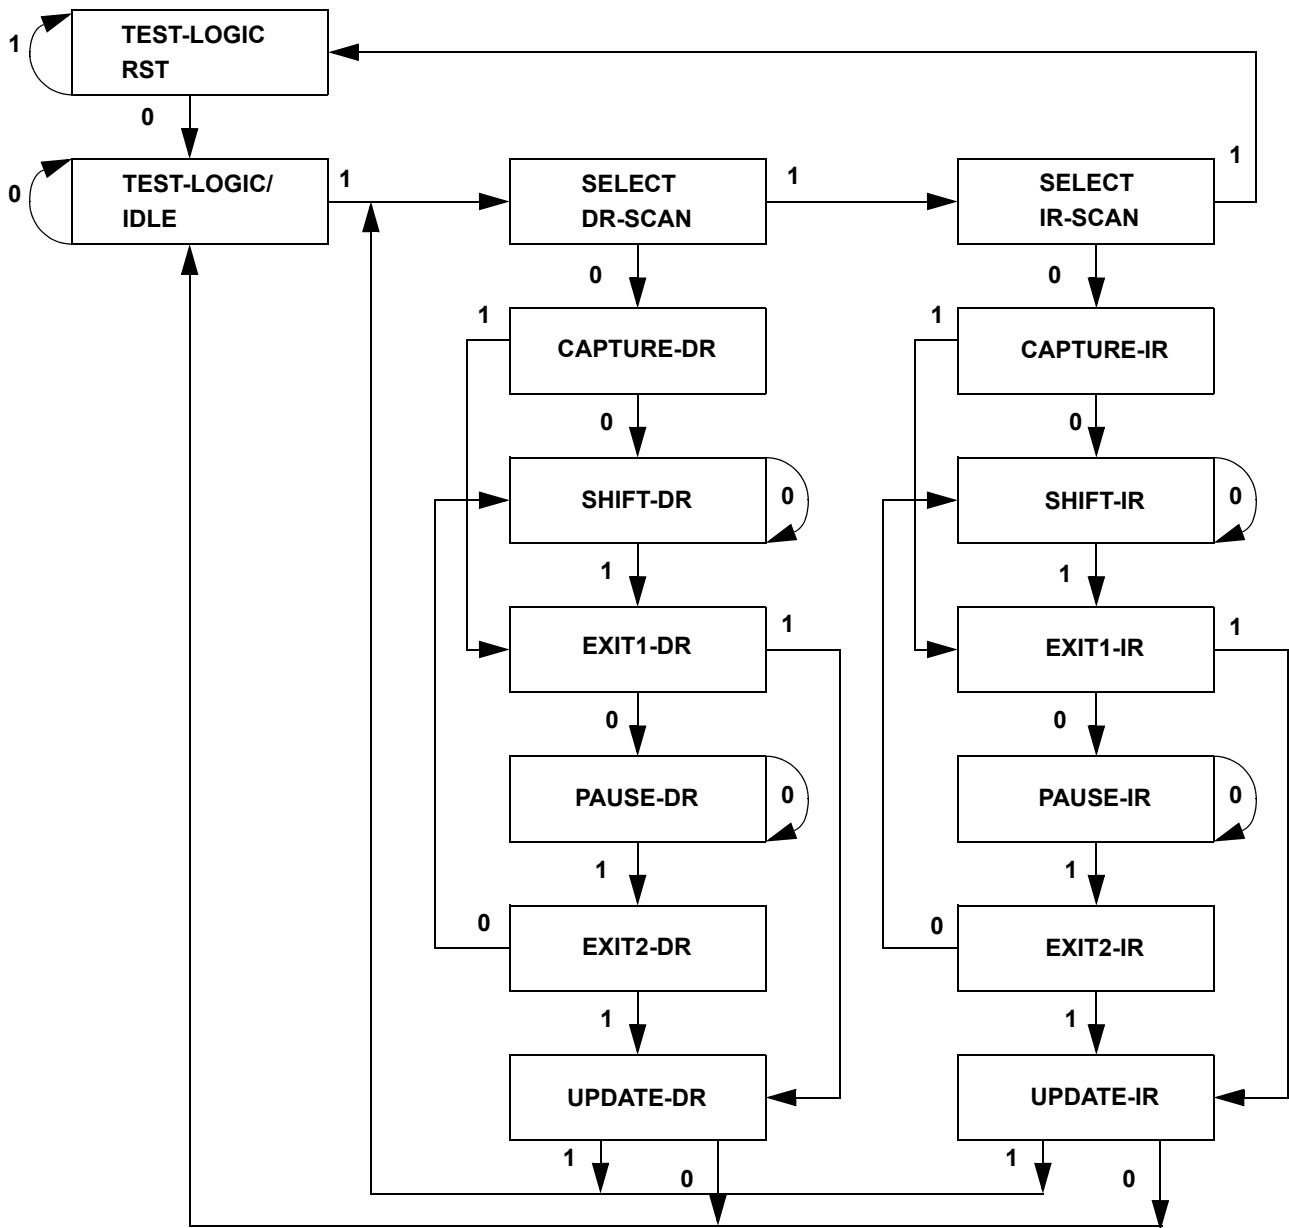 1
TEST-LOGIC
RST
0
0
TEST-LOGIC/
IDLE
1
SELECT
DR-SCAN
1
SELECT
IR-SCAN
1
0
0
1
CAPTURE-DR
1
CAPTURE-IR
0
0
SHIFT-DR
0
SHIFT-IR
0
1
1
EXIT1-DR
1
EXIT1-IR
1
0
0
PAUSE-DR
0
PAUSE-IR
0
1
1
0
EXIT2-DR
0
EXIT2-IR
1
1
UPDATE-DR
UPDATE-IR
1
0
1
0